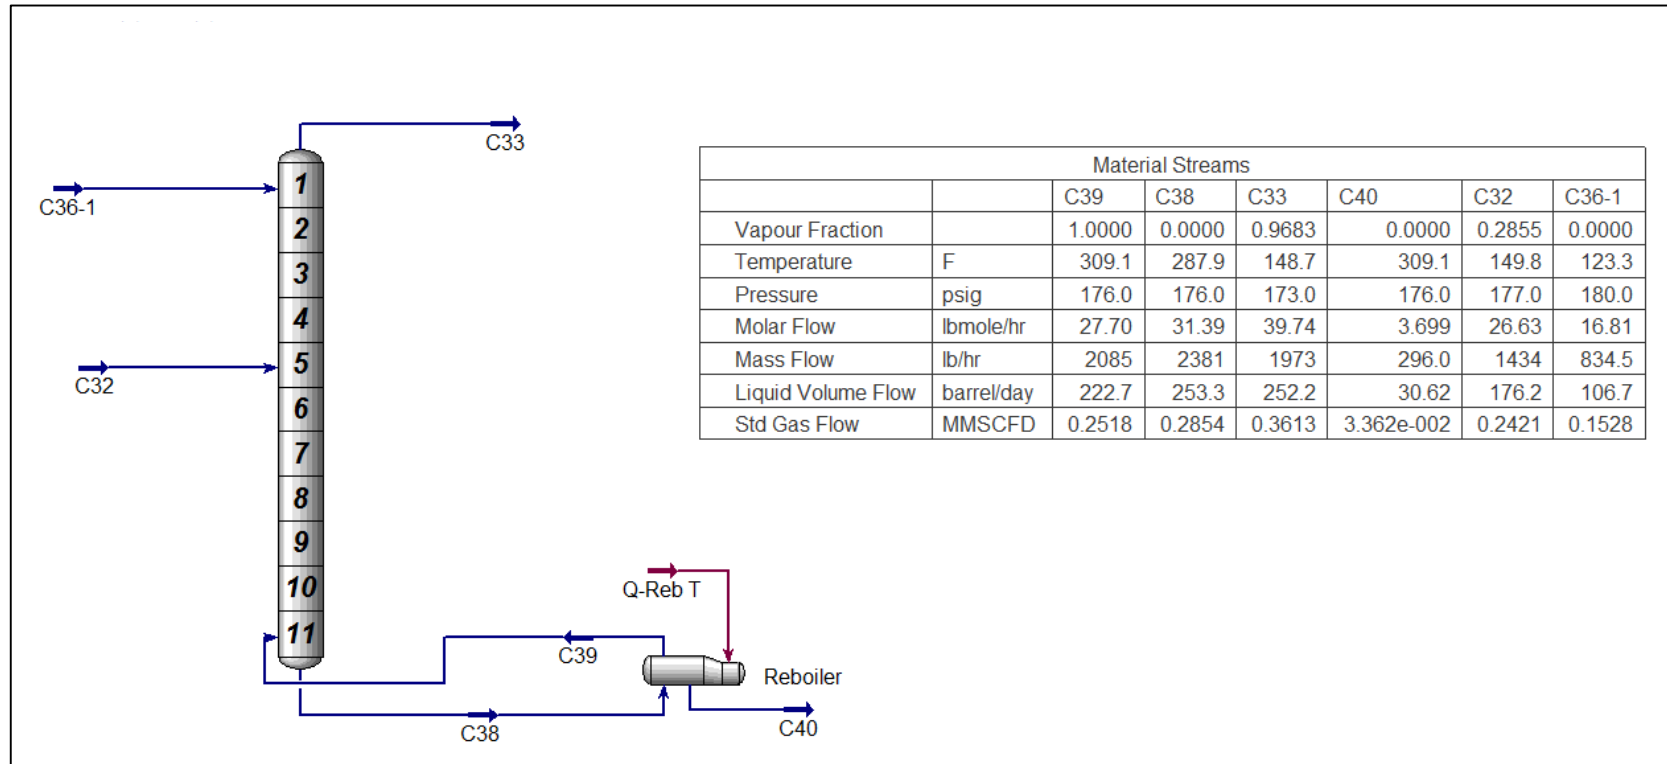 C33
C36-1
1
2
3
4
5
6
7
8
9
10
11
C32
Q-Reb T
C39
Reboiler
C38
C40
Material Streams
C39 C38 C33 C40 C32 C36-1
Vapour Fraction 1.0000 0.0000 0.9683 0.0000 0.2855 0.0000
Temperature F 309.1 287.9 148.7 309.1 149.8 123.3
Pressure psig 176.0 176.0 173.0 176.0 177.0 180.0
Molar Flow lbmole/hr 27.70 31.39 39.74 3.699 26.63 16.81
Mass Flow lb/hr 2085 2381 1973 296.0 1434 834.5
Liquid Volume Flow barrel/day 222.7 253.3 252.2 30.62 176.2 106.7
Std Gas Flow MMSCFD 0.2518 0.2854 0.3613 3.362e-002 0.2421 0.1528